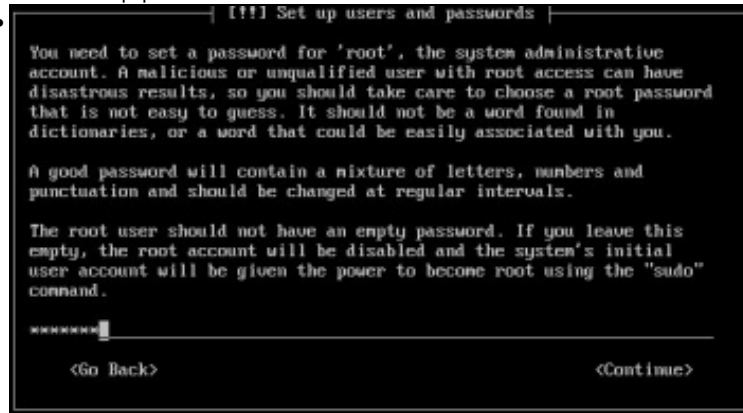 [!!] Set up users and passwords
You need to set a password for 'root', the system administrative
account. A malicious or unqualified user with root access can have
disastrous results, so you should take care to choose a root password
that is not easy to guess. It should not be a word found in
dictionaries, or a word that could be easily associated with you.
A good password will contain a mixture of letters, numbers and
punctuation and should be changed at regular intervals.
The root user should not have an empty password. If you leave this
empty, the root account will be disabled and the system's initial
user account will be given the power to become root using the "sudo"
command.
*******
<Go Back> <Continue>